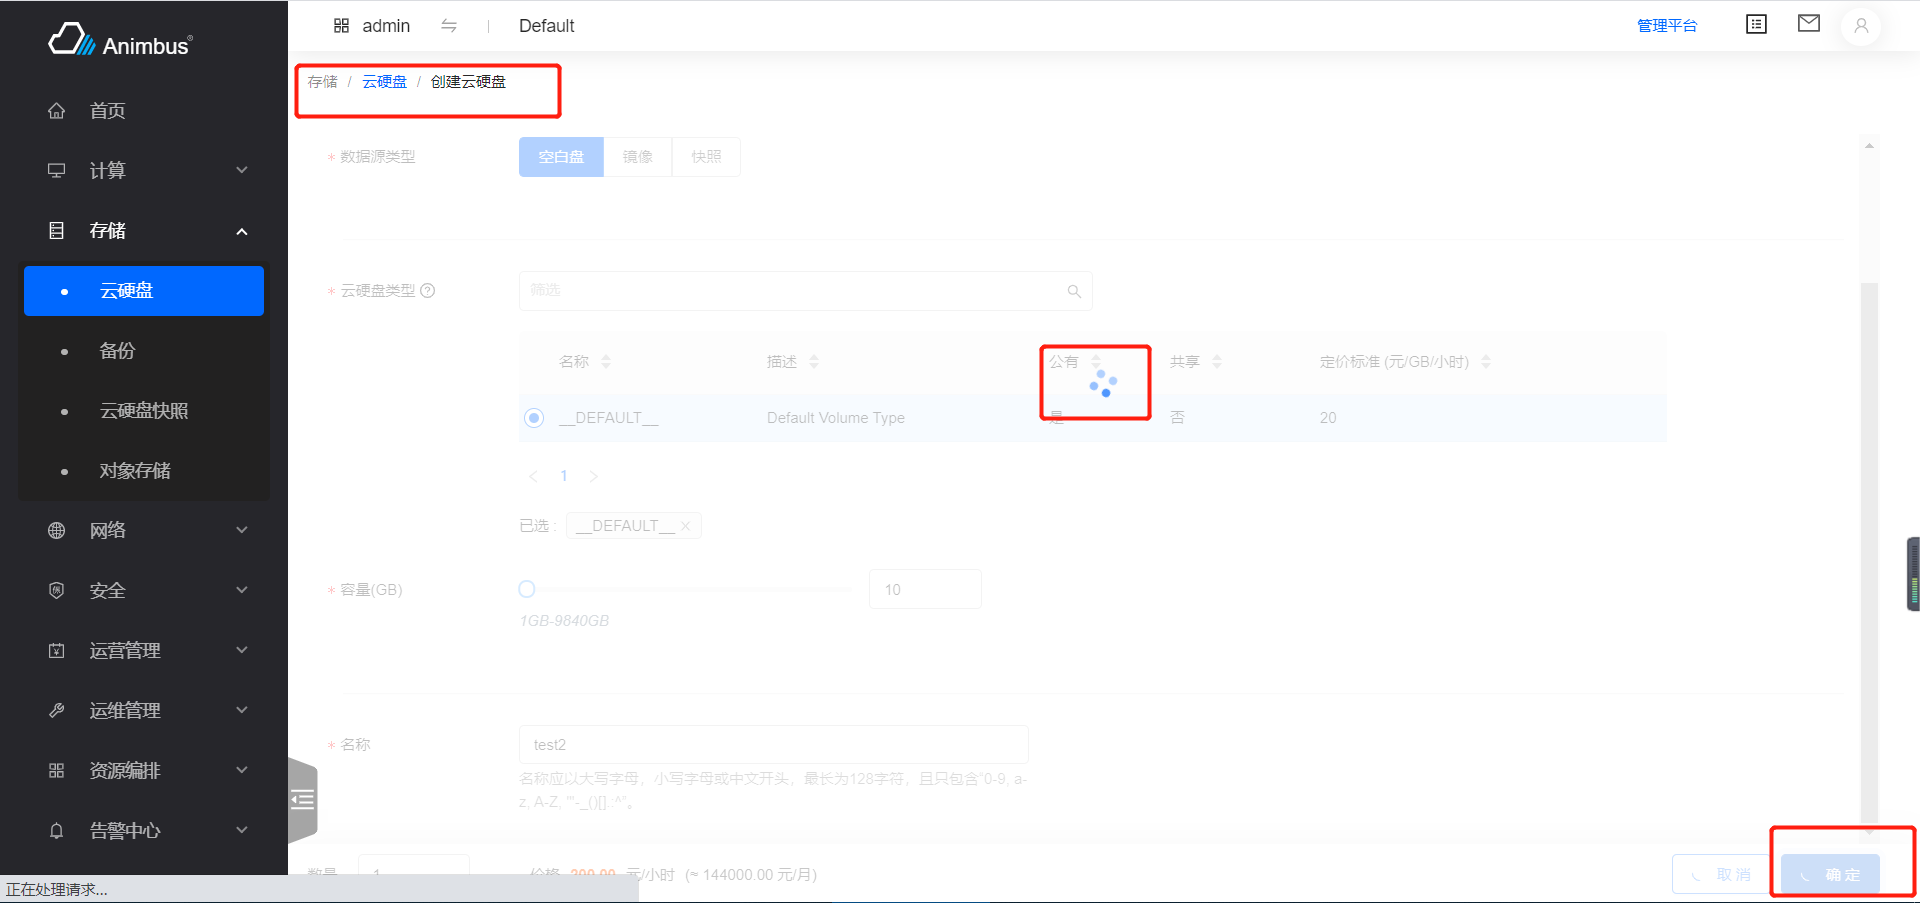 Animbus®
admin
Default
管理平台
存储 / 云硬盘 / 创建云硬盘
首页
计算
存储
云硬盘
备份
云硬盘快照
对象存储
网络
安全
运营管理
运维管理
资源编排
告警中心
* 数据源类型
空白盘
镜像
快照
* 云硬盘类型
筛选
名称
描述
公有
共享
定价标准 (元/GB/小时)
__DEFAULT__
Default Volume Type
是
否
20
< 1 >
已选 :
__DEFAULT__ ×
* 容量(GB)
10
1GB-9840GB
* 名称
test2
名称应以大写字母，小写字母或中文开头，最长为128字符，且只包含“0-9, a-
z, A-Z, "'-_()[].:^”。
数量
1
价格 200.00 元/小时 (≈ 144000.00 元/月)
取 消
确 定
正在处理请求...